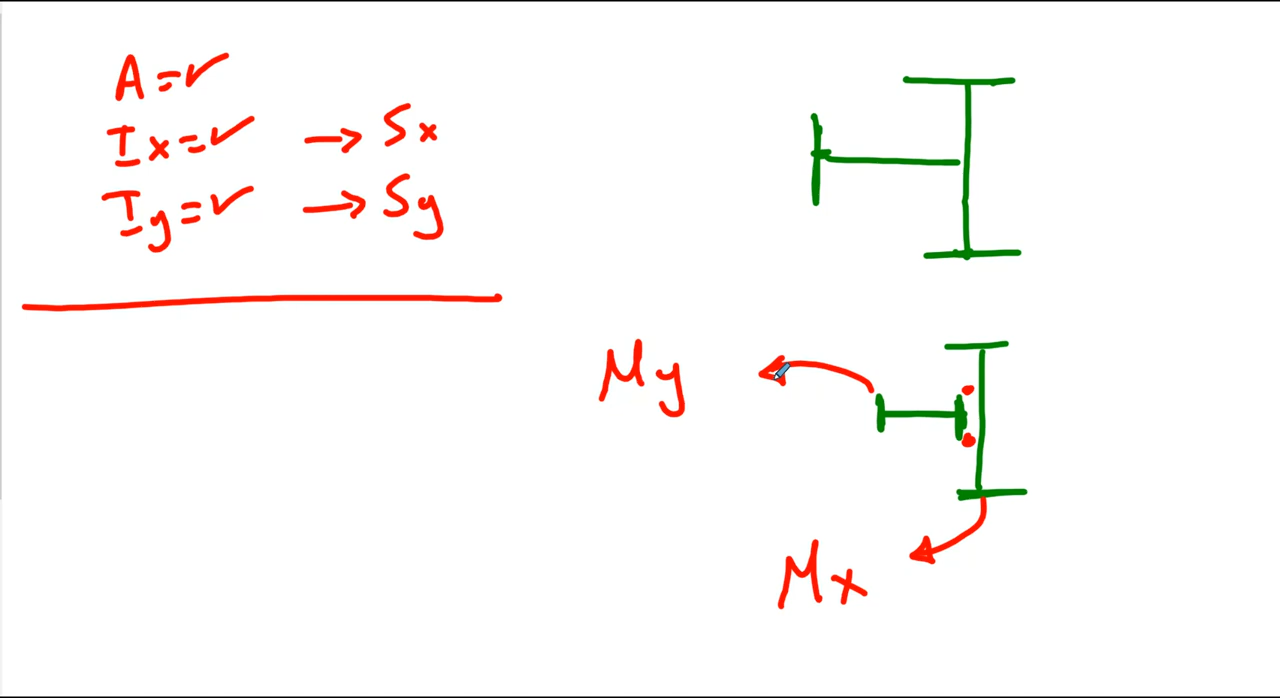 A = ✓
Ix = ✓ → Sx
Iy = ✓ → Sy
My
Mx